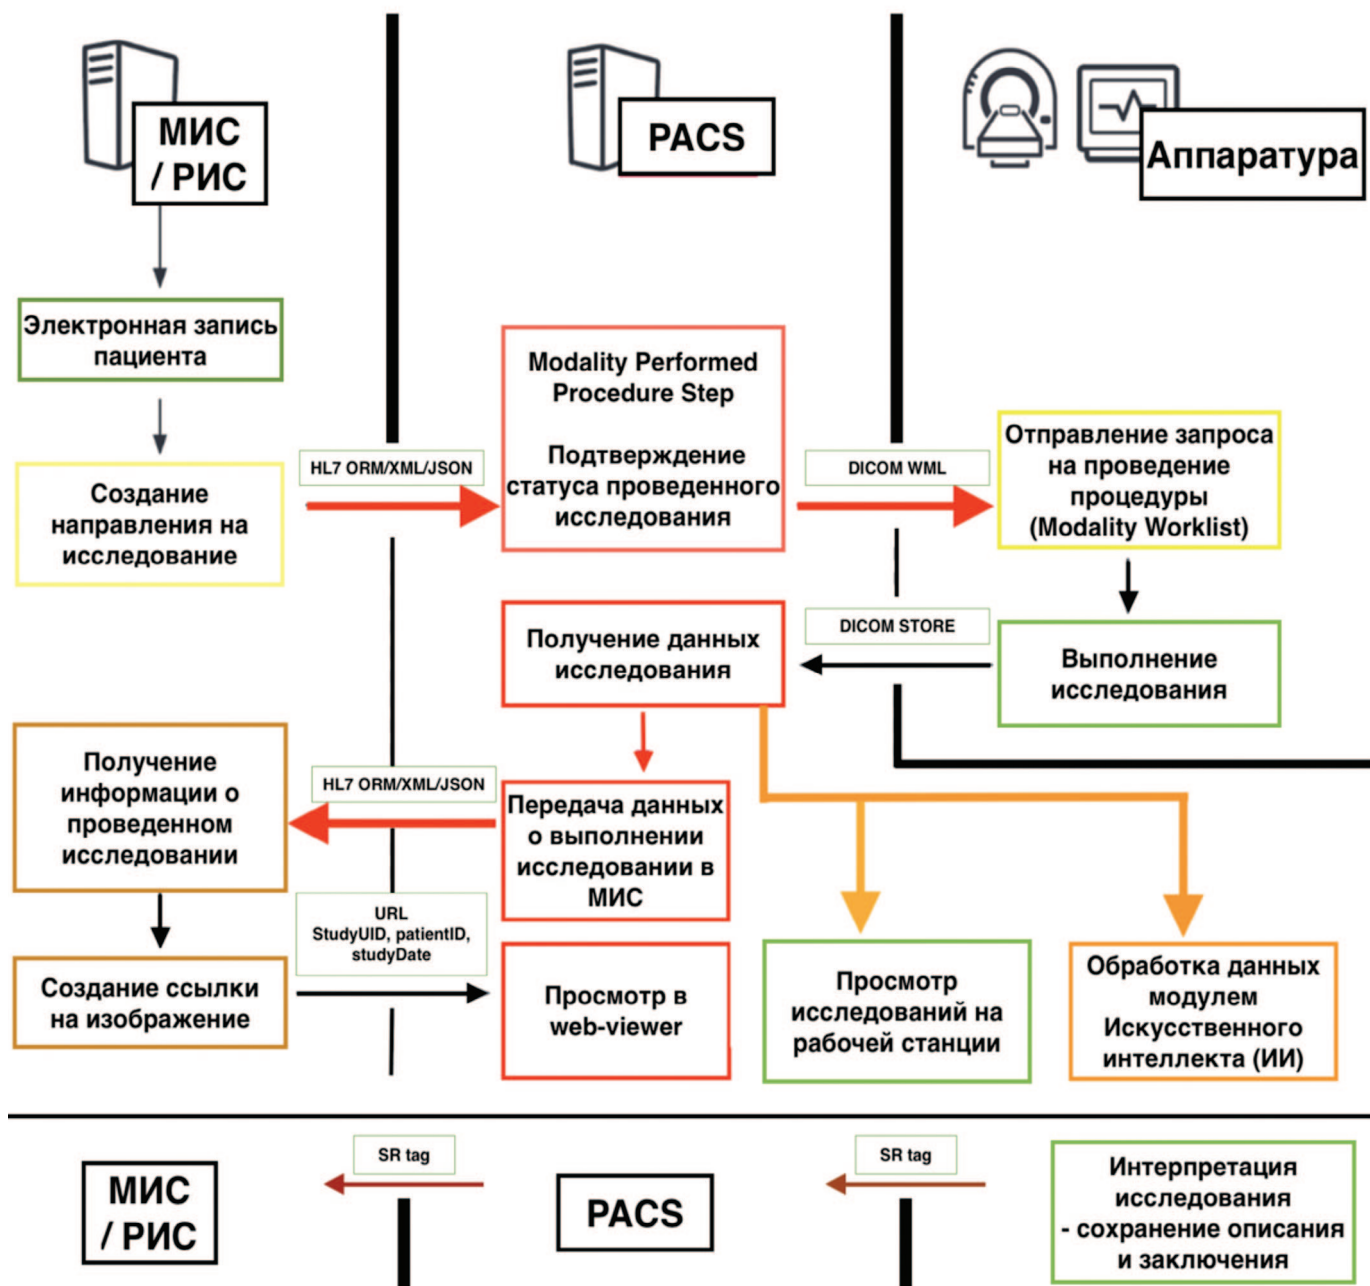 МИС
/ РИС
PACS
Аппаратура
Электронная запись
пациента
Создание
направления на
исследование
HL7 ORM/XML/JSON
Modality Performed
Procedure Step
Подтверждение
статуса проведенного
исследования
DICOM WML
Отправление запроса
на проведение
процедуры
(Modality Worklist)
Получение данных
исследования
DICOM STORE
Выполнение
исследования
Получение
информации о
проведенном
исследовании
HL7 ORM/XML/JSON
Передача данных
о выполнении
исследовании в
МИС
Создание ссылки
на изображение
URL
StudyUID, patientID,
studyDate
Просмотр в
web-viewer
Просмотр
исследований на
рабочей станции
Обработка данных
модулем
Искусственного
интеллекта (ИИ)
МИС
/ РИС
SR tag
PACS
SR tag
Интерпретация
исследования
- сохранение описания
и заключения